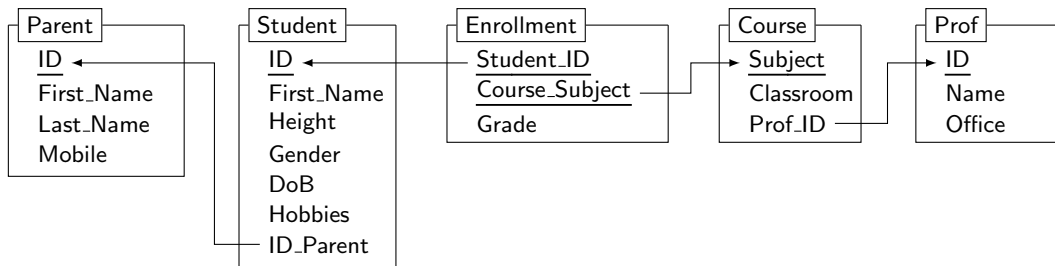 Parent
ID
First_Name
Last_Name
Mobile
Student
ID
First_Name
Height
Gender
DoB
Hobbies
ID_Parent
Enrollment
Student_ID
Course_Subject
Grade
Course
Subject
Classroom
Prof_ID
Prof
ID
Name
Office